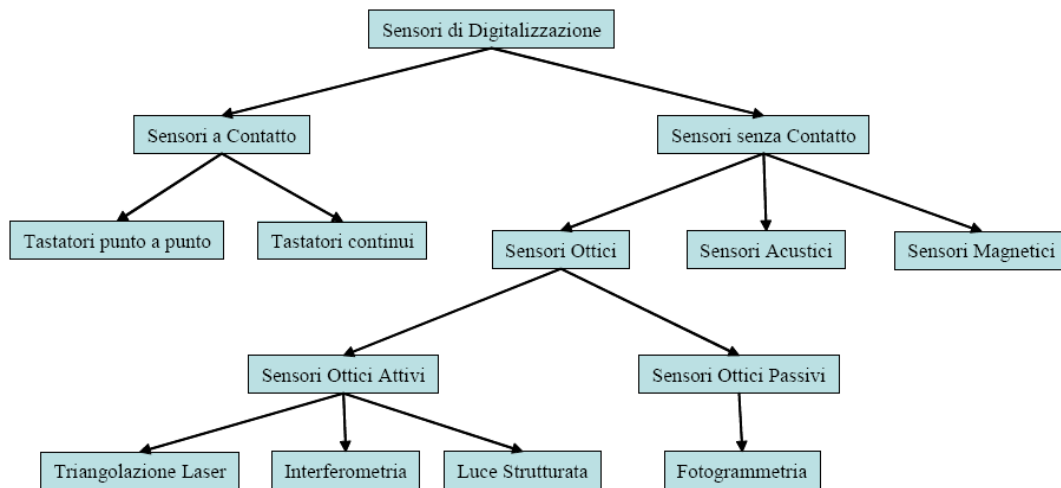 Sensori di Digitalizzazione
Sensori a Contatto
Sensori senza Contatto
Tastatori punto a punto
Tastatori continui
Sensori Ottici
Sensori Acustici
Sensori Magnetici
Sensori Ottici Attivi
Sensori Ottici Passivi
Triangolazione Laser
Interferometria
Luce Strutturata
Fotogrammetria